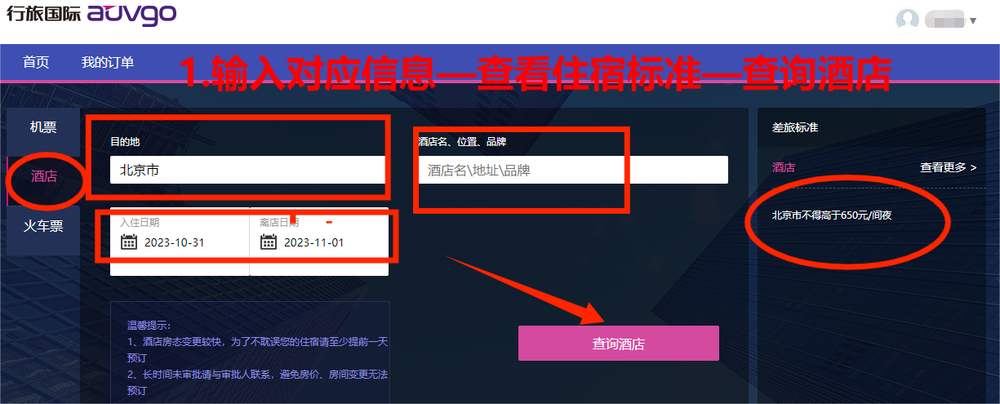 行旅国际 auvgo
首页 我的订单
1.输入对应信息—查看住宿标准—查询酒店
机票
酒店
火车票
目的地
北京市
酒店名、位置、品牌
酒店名\地址\品牌
入住日期 离店日期
2023-10-31 2023-11-01
温馨提示:
1、酒店房态变更较快，为了不耽误您的住宿请至少提前一天
预订
2、长时间未审批请与审批人联系，避免房价、房间变更无法
预订
查询酒店
差旅标准
酒店 查看更多 >
北京市不得高于650元/间夜